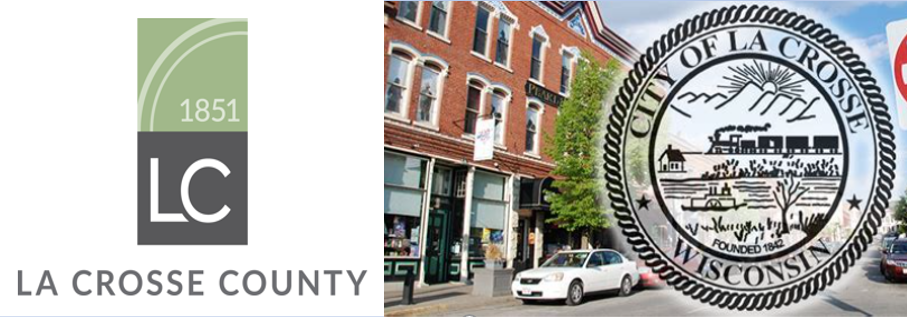 1851
LC
LA CROSSE COUNTY
PEARL
CITY OF LA CROSSE
FOUNDED 1842
WISCONSIN